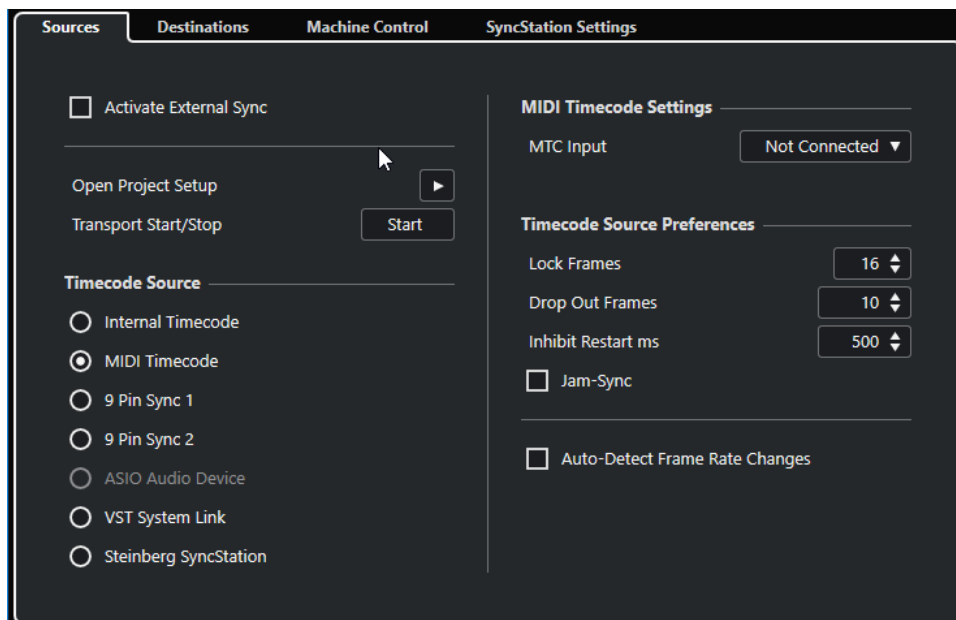 Sources Destinations Machine Control SyncStation Settings
Activate External Sync
Open Project Setup
Transport Start/Stop Start
Timecode Source
Internal Timecode
MIDI Timecode
9 Pin Sync 1
9 Pin Sync 2
ASIO Audio Device
VST System Link
Steinberg SyncStation
MIDI Timecode Settings
MTC Input Not Connected
Timecode Source Preferences
Lock Frames 16
Drop Out Frames 10
Inhibit Restart ms 500
Jam-Sync
Auto-Detect Frame Rate Changes